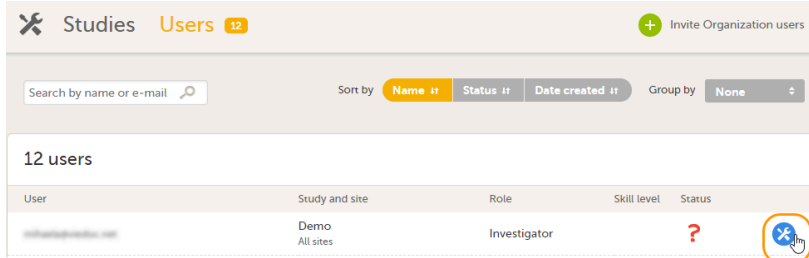 Studies Users 12 Invite Organization users
Search by name or e-mail Sort by Name Status Date created Group by None
12 users
User Study and site Role Skill level Status
Demo Investigator ?
All sites